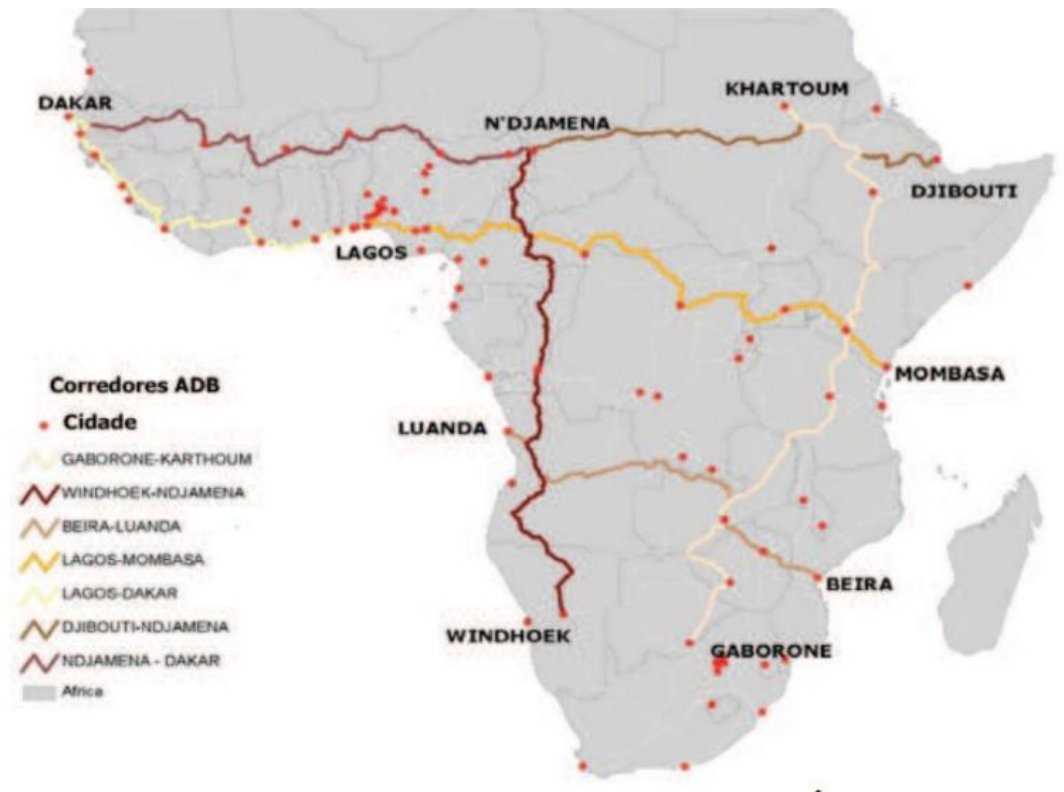 KHARTOUM
DAKAR
N'DJAMENA
DJIBOUTI
LAGOS
MOMBASA
LUANDA
BEIRA
WINDHOEK
GABORONE
Corredores ADB
Cidade
GABORONE-KARTHOUM
WINDHOEK-NDJAMENA
BEIRA-LUANDA
LAGOS-MOMBASA
LAGOS-DAKAR
DJIBOUTI-NDJAMENA
NDJAMENA - DAKAR
Africa